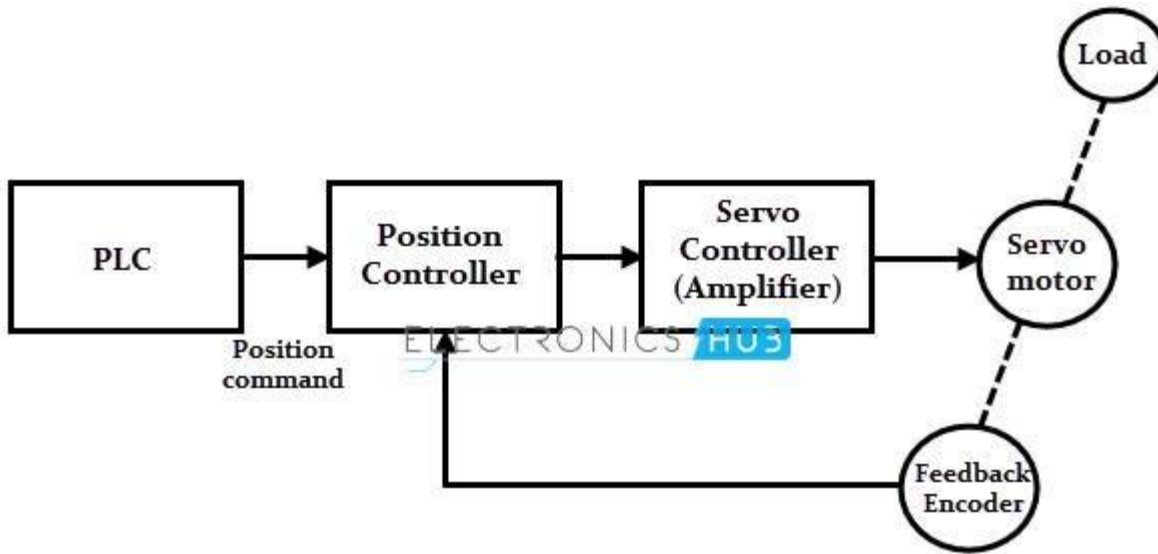 Load
PLC
Position
Controller
Servo
Controller
(Amplifier)
Servo
motor
Position
command
ELECTRONICS HUB
Feedback
Encoder